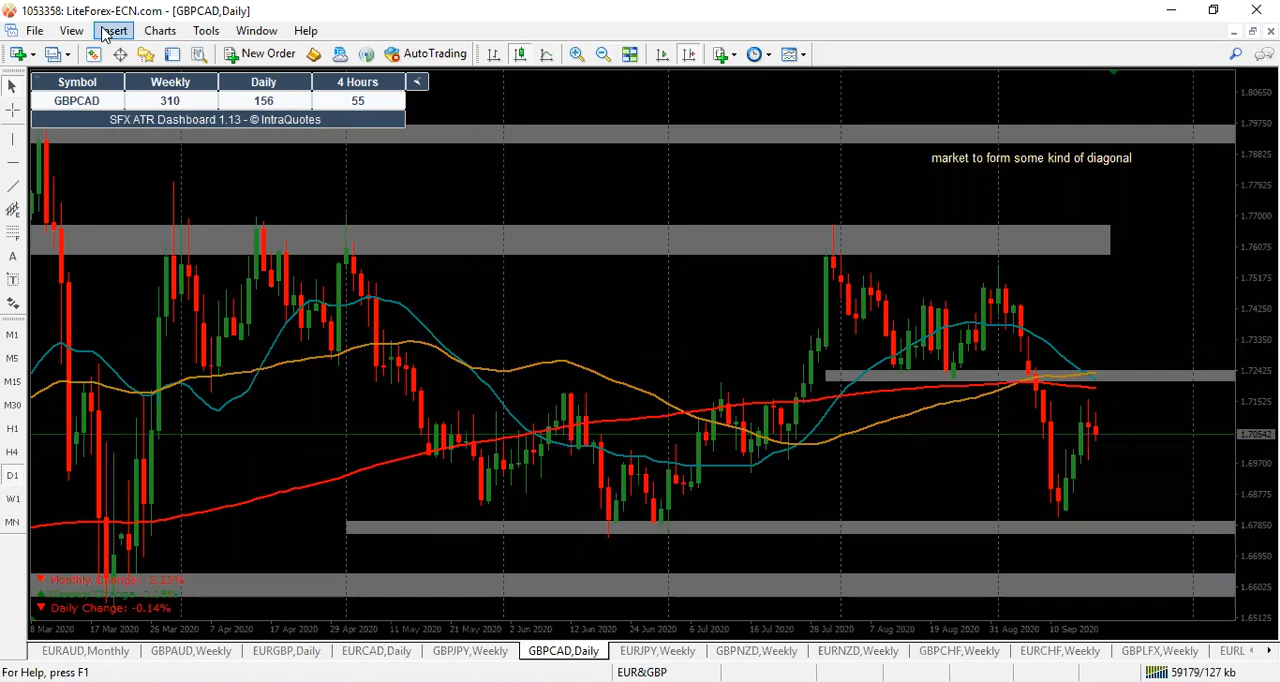 1053358: LiteForex-ECN.com - [GBPCAD,Daily]
File View Insert Charts Tools Window Help
New Order AutoTrading
Symbol Weekly Daily 4 Hours
GBPCAD 310 156 55
SFX ATR Dashboard 1.13 - © IntraQuotes
market to form some kind of diagonal
1.80650
1.79750
1.78825
1.77925
1.77000
1.76075
1.75175
1.74250
1.73350
1.72425
1.71525
1.70542
1.69700
1.68775
1.67850
1.66950
1.66025
1.65125
A
T
E
F
M1
M5
M15
M30
H1
H4
D1
W1
MN
Monthly Change: -2.25%
Weekly Change:
Daily Change: -0.14%
8 Mar 2020 17 Mar 2020 26 Mar 2020 7 Apr 2020 17 Apr 2020 29 Apr 2020 11 May 2020 21 May 2020 2 Jun 2020 12 Jun 2020 24 Jun 2020 6 Jul 2020 16 Jul 2020 28 Jul 2020 7 Aug 2020 19 Aug 2020 31 Aug 2020 10 Sep 2020
EURAUD,Monthly GBPAUD,Weekly EURGBP,Daily EURCAD,Daily GBPJPY,Weekly GBPCAD,Daily EURJPY,Weekly GBPNZD,Weekly EURNZD,Weekly GBPCHF,Weekly EURCHF,Weekly GBPLFX,Weekly EURL
For Help, press F1 EUR&GBP 59179/127 kb